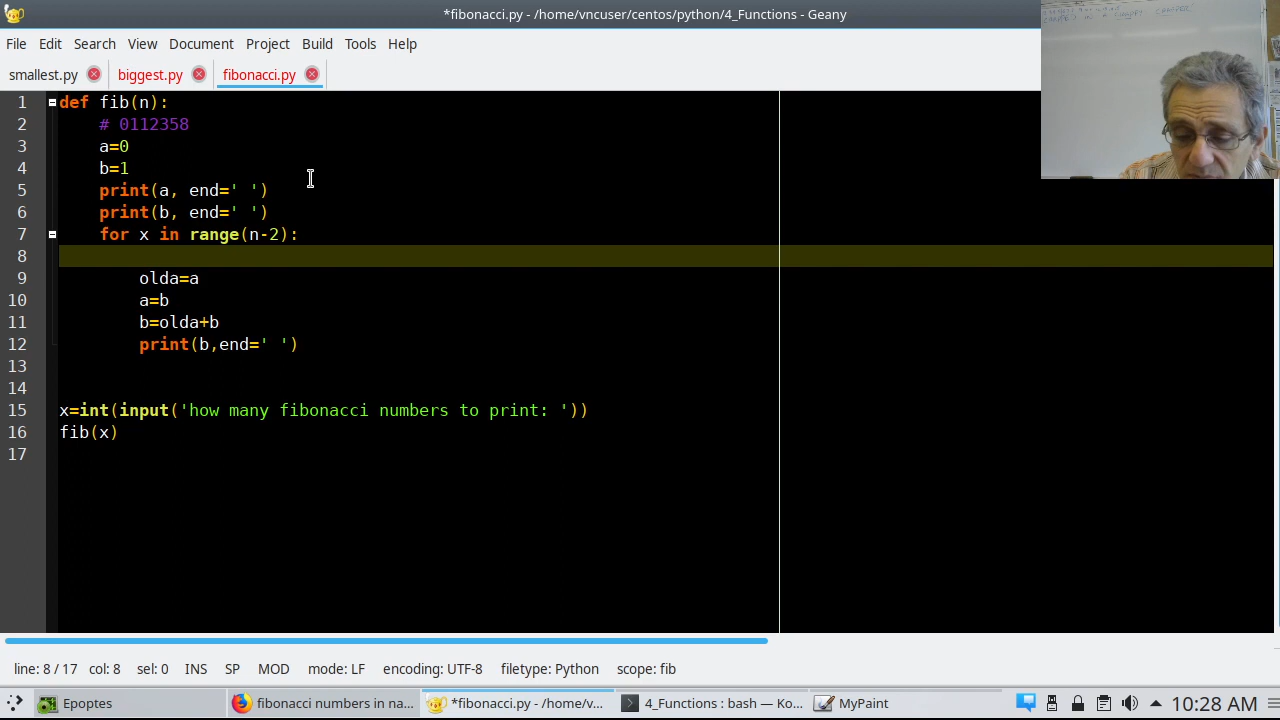 *fibonacci.py - /home/vncuser/centos/python/4_Functions - Geany
File Edit Search View Document Project Build Tools Help
smallest.py biggest.py fibonacci.py
1 def fib(n):
2 # 0112358
3 a=0
4 b=1
5 print(a, end=' ')
6 print(b, end=' ')
7 for x in range(n-2):
8
9 olda=a
10 a=b
11 b=olda+b
12 print(b,end=' ')
13
14
15 x=int(input('how many fibonacci numbers to print: '))
16 fib(x)
17
line: 8 / 17 col: 8 sel: 0 INS SP MOD mode: LF encoding: UTF-8 filetype: Python scope: fib
Epoptes fibonacci numbers in na... *fibonacci.py - /home/v... 4_Functions : bash — Ko... MyPaint 10:28 AM